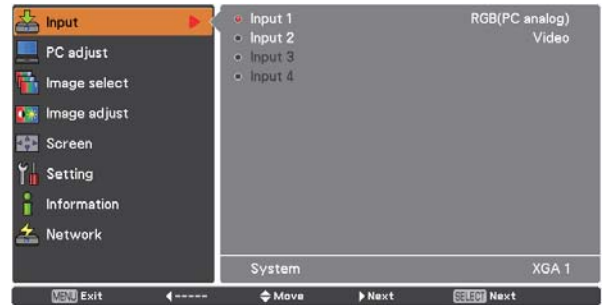 Input
PC adjust
Image select
Image adjust
Screen
Setting
Information
Network
Input 1 RGB(PC analog)
Input 2 Video
Input 3
Input 4
System XGA 1
MENU Exit ----- Move Next SELECT Next